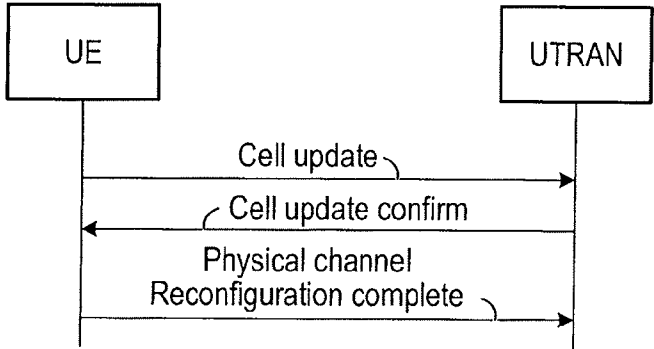 UE
UTRAN
Cell update
Cell update confirm
Physical channel
Reconfiguration complete